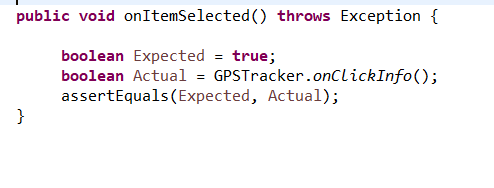 public void onItemSelected() throws Exception {
boolean Expected = true;
boolean Actual = GPSTracker.onClickInfo();
assertEquals(Expected, Actual);
}